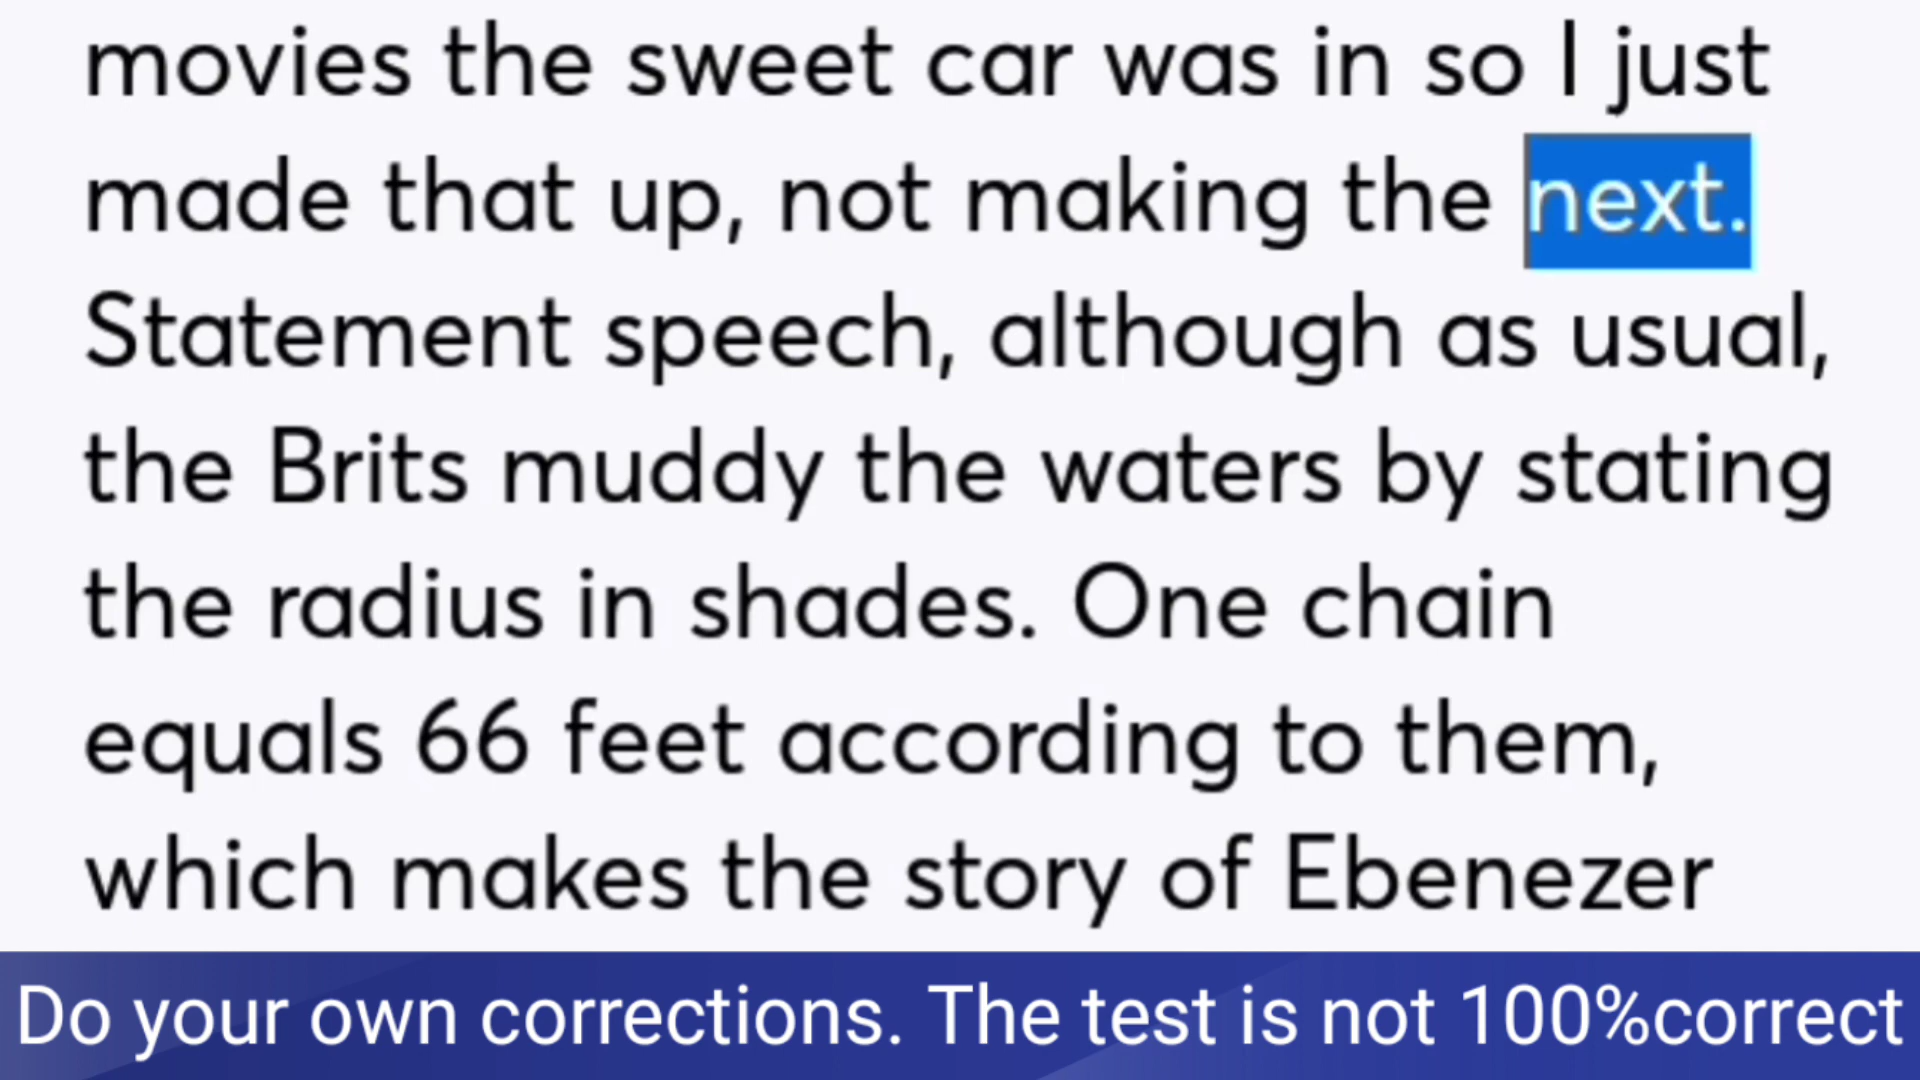 movies the sweet car was in so I just
made that up, not making the next.
Statement speech, although as usual,
the Brits muddy the waters by stating
the radius in shades. One chain
equals 66 feet according to them,
which makes the story of Ebenezer
Do your own corrections. The test is not 100%correct